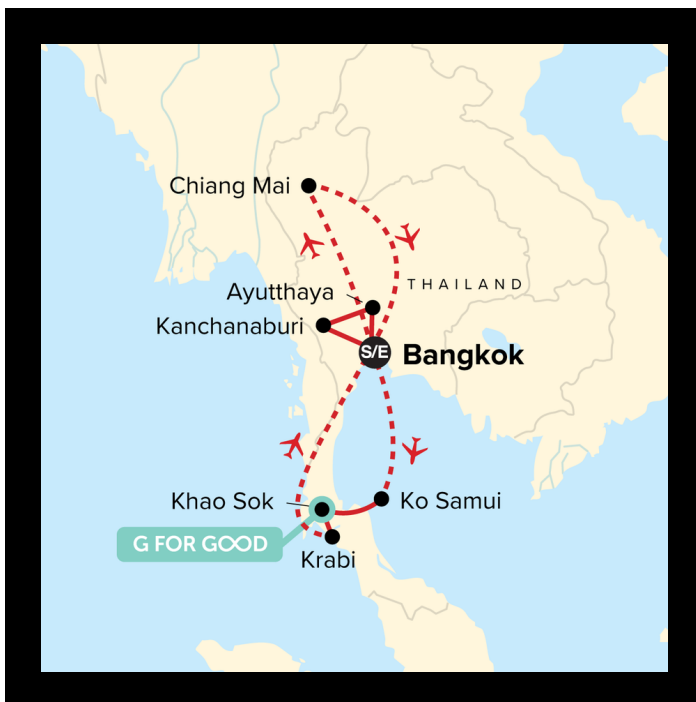 Chiang Mai
THAILAND
Ayutthaya
Kanchanaburi
S/E
Bangkok
Khao Sok
Ko Samui
G FOR GOOD
Krabi